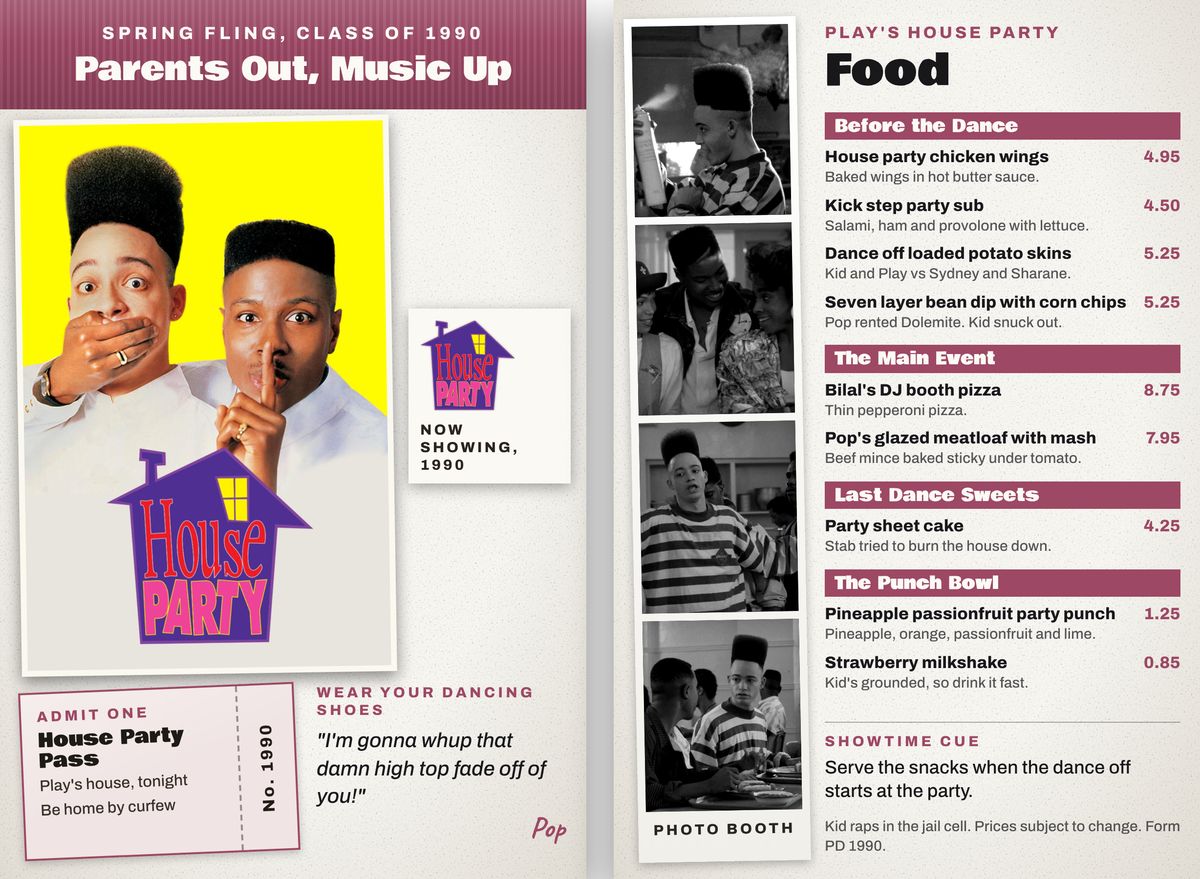 SPRING FLING, CLASS OF 1990
Parents Out, Music Up
House
PARTY
House
PARTY
NOW
SHOWING,
1990
ADMIT ONE
House Party
Pass
Play's house, tonight
Be home by curfew
No. 1990
WEAR YOUR DANCING
SHOES
"I'm gonna whup that
damn high top fade off of
you!"
Pop
PHOTO BOOTH
PLAY'S HOUSE PARTY
Food
Before the Dance
House party chicken wings 4.95
Baked wings in hot butter sauce.
Kick step party sub 4.50
Salami, ham and provolone with lettuce.
Dance off loaded potato skins 5.25
Kid and Play vs Sydney and Sharane.
Seven layer bean dip with corn chips 5.25
Pop rented Dolemite. Kid snuck out.
The Main Event
Bilal's DJ booth pizza 8.75
Thin pepperoni pizza.
Pop's glazed meatloaf with mash 7.95
Beef mince baked sticky under tomato.
Last Dance Sweets
Party sheet cake 4.25
Stab tried to burn the house down.
The Punch Bowl
Pineapple passionfruit party punch 1.25
Pineapple, orange, passionfruit and lime.
Strawberry milkshake 0.85
Kid's grounded, so drink it fast.
SHOWTIME CUE
Serve the snacks when the dance off
starts at the party.
Kid raps in the jail cell. Prices subject to change. Form
PD 1990.